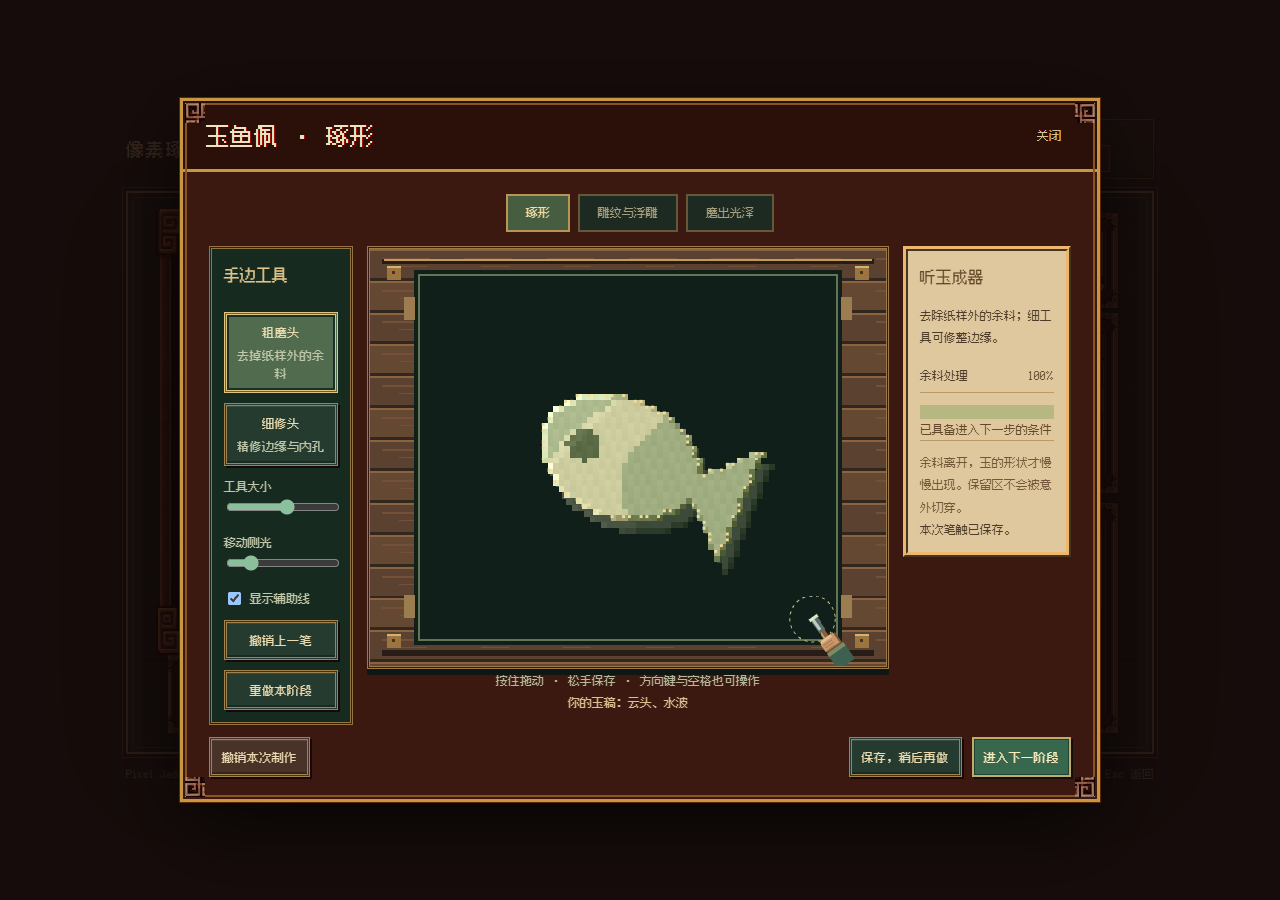 玉鱼佩 · 琢形
关闭
像素琢
琢形
雕纹与浮雕
磨出光泽
手边工具
粗磨头
去掉纸样外的余
料
细修头
精修边缘与内孔
工具大小
移动侧光
显示辅助线
撤销上一笔
重做本阶段
听玉成器
去除纸样外的余料；细工
具可修整边缘。
余料处理 100%
已具备进入下一步的条件
余料离开，玉的形状才慢
慢出现。保留区不会被意
外切穿。
本次笔触已保存。
按住拖动 · 松手保存 · 方向键与空格也可操作
你的玉稿：云头、水波
撤销本次制作
保存，稍后再做
进入下一阶段
Pixel Jade
Esc 返回